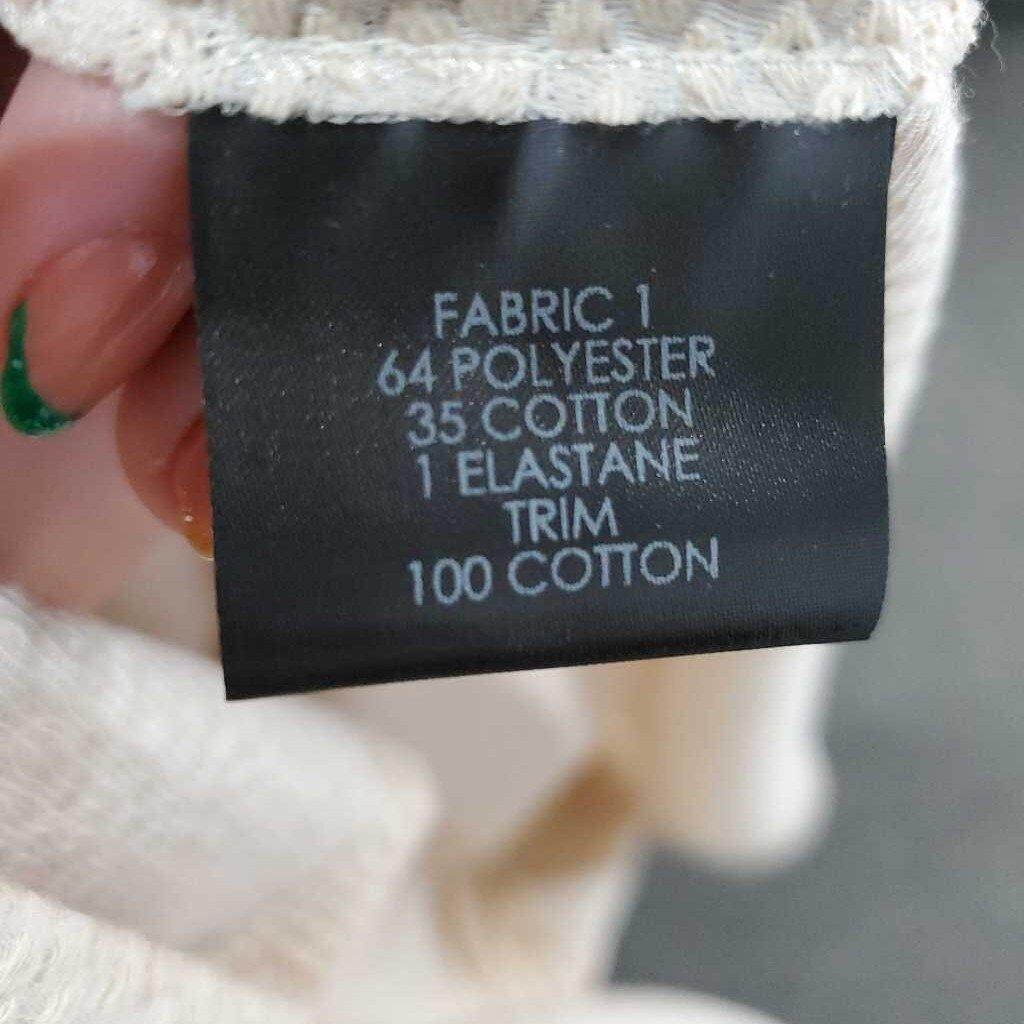 FABRIC 1
64 POLYESTER
35 COTTON
1 ELASTANE
TRIM
100 COTTON